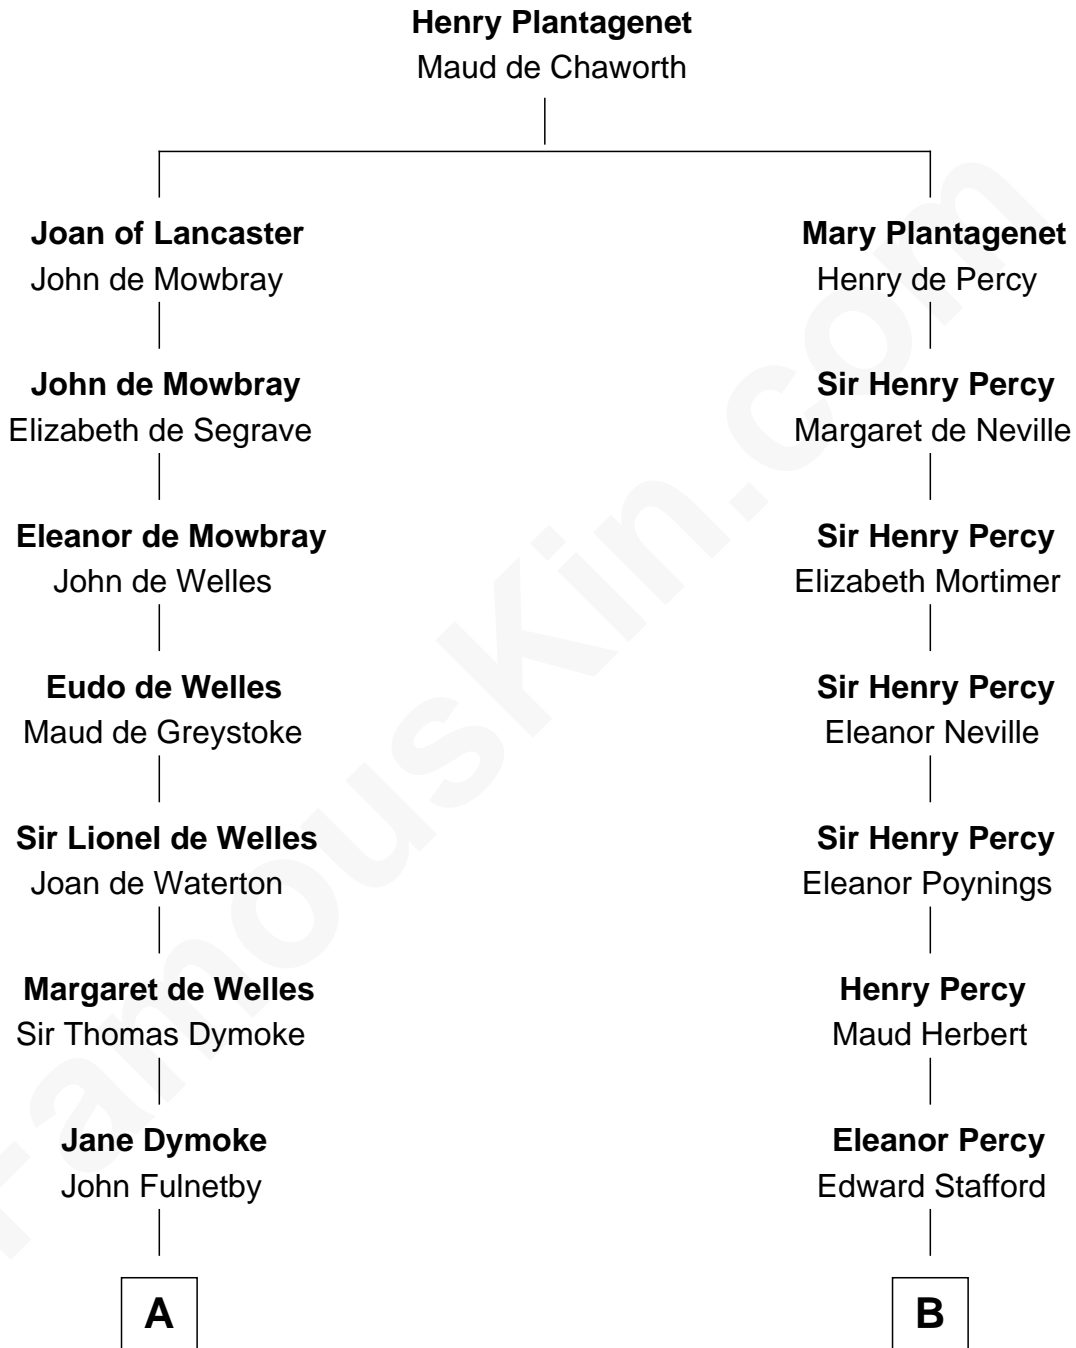 Henry Plantagenet
Maud de Chaworth
Joan of Lancaster
John de Mowbray
Mary Plantagenet
Henry de Percy
John de Mowbray
Elizabeth de Segrave
Sir Henry Percy
Margaret de Neville
Eleanor de Mowbray
John de Welles
Sir Henry Percy
Elizabeth Mortimer
Eudo de Welles
Maud de Greystoke
Sir Henry Percy
Eleanor Neville
Sir Lionel de Welles
Joan de Waterton
Sir Henry Percy
Eleanor Poynings
Margaret de Welles
Sir Thomas Dymoke
Henry Percy
Maud Herbert
Jane Dymoke
John Fulnetby
Eleanor Percy
Edward Stafford
A
B
FamousKin.com